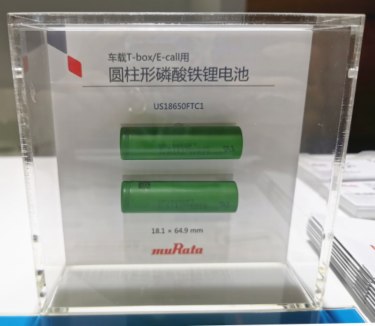 车载T-box/E-call用
圆柱形磷酸铁锂电池
US18650FTC1
18.1 × 64.9 mm
muRata